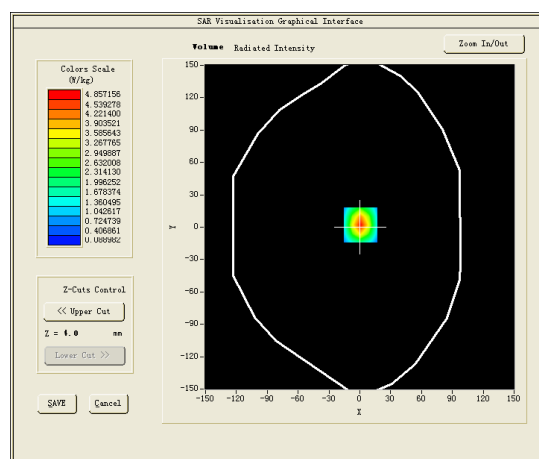 SAR Visualisation Graphical Interface
Volume Radiated Intensity
Zoom In/Out
Colors Scale
(W/kg)
4.857156
4.539278
4.221400
3.903521
3.585643
3.267765
2.949887
2.632008
2.314130
1.996252
1.678374
1.360495
1.042617
0.724739
0.406861
0.088982
Z-Cuts Control
<< Upper Cut
Z = 4.0 mm
Lower Cut >>
SAVE Cancel
150
120
90
60
30
0
-30
-60
-90
-120
-150
Y
-150 -120 -90 -60 -30 0 30 60 90 120 150
X